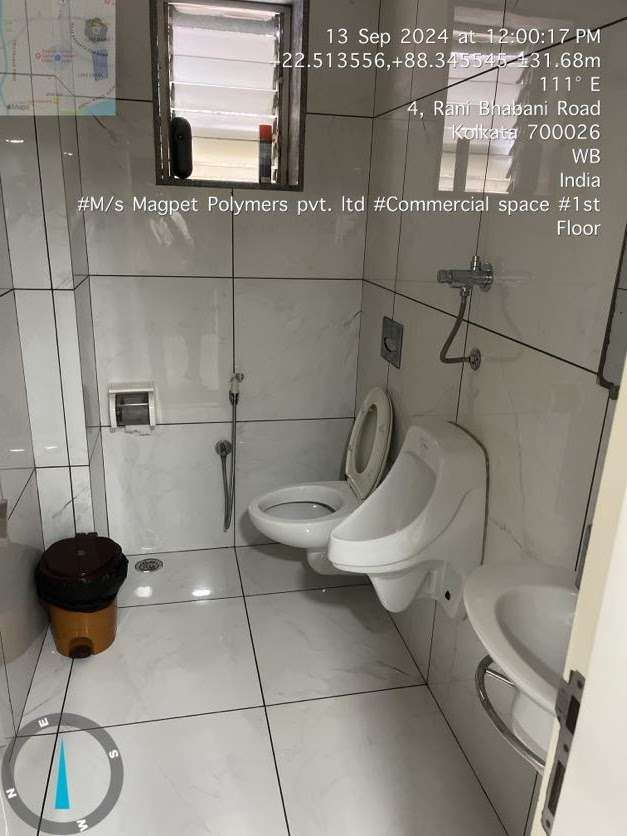 13 Sep 2024 at 12:00:17 PM
+22.513556,+88.345545 ±31.68m
111° E
4, Rani Bhabani Road
Kolkata 700026
WB
India
#M/s Magpet Polymers pvt. ltd #Commercial space #1st
Floor
E
S
N
W